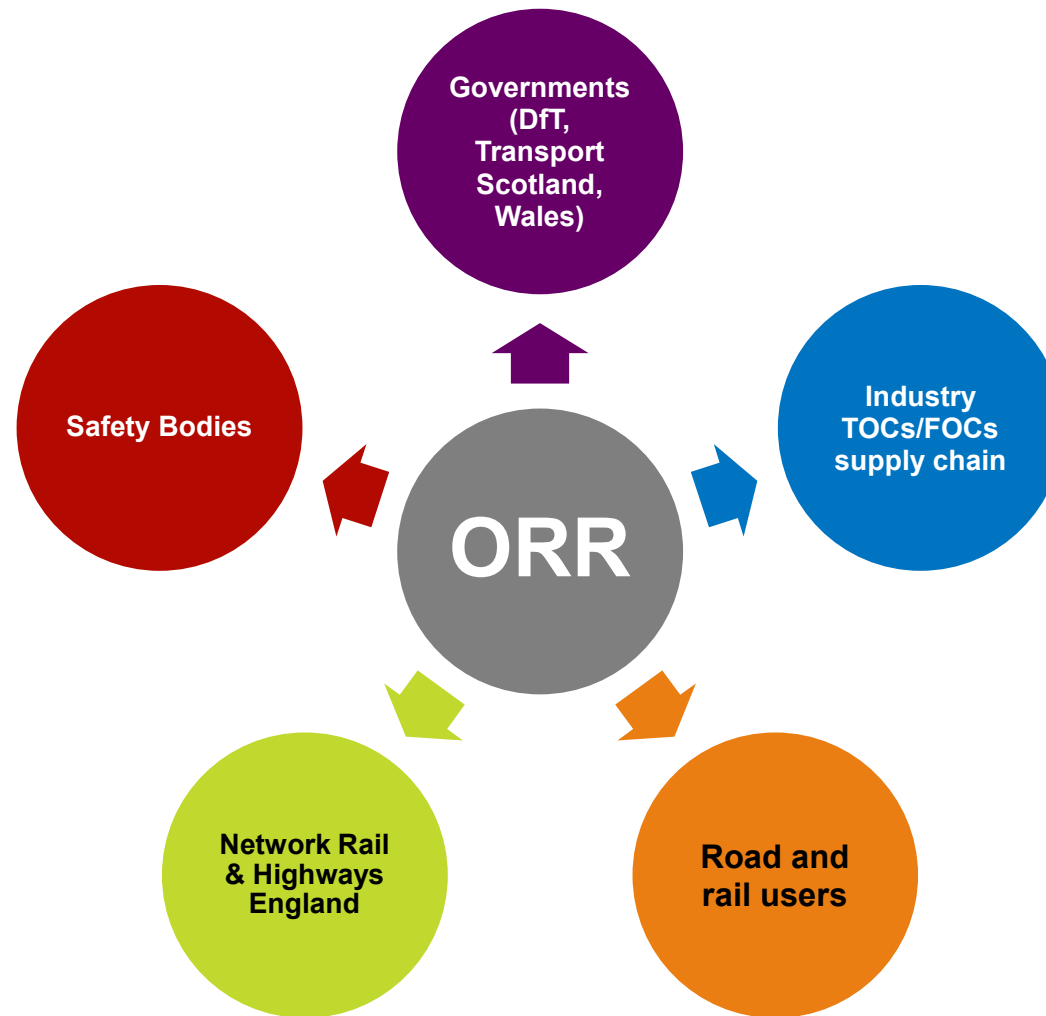 Governments
(DfT,
Transport
Scotland,
Wales)
Safety Bodies
Industry
TOCs/FOCs
supply chain
ORR
Network Rail
& Highways
England
Road and
rail users